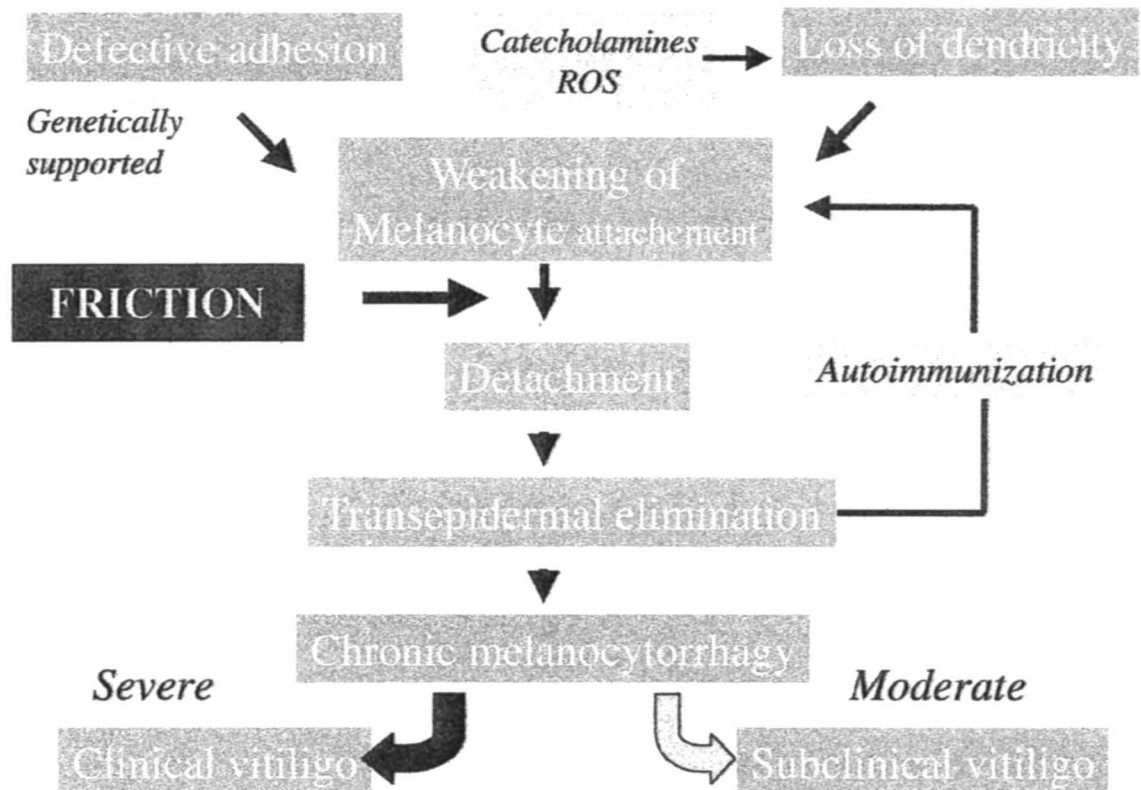 Defective adhesion
Catecholamines
ROS
Loss of dendricity
Genetically
supported
Weakening of
Melanocyte attachement
FRICTION
Detachment
Autoimmunization
Transepidermal elimination
Chronic melanocytorrhagy
Severe
Moderate
Clinical vitiligo
Subclinical vitiligo